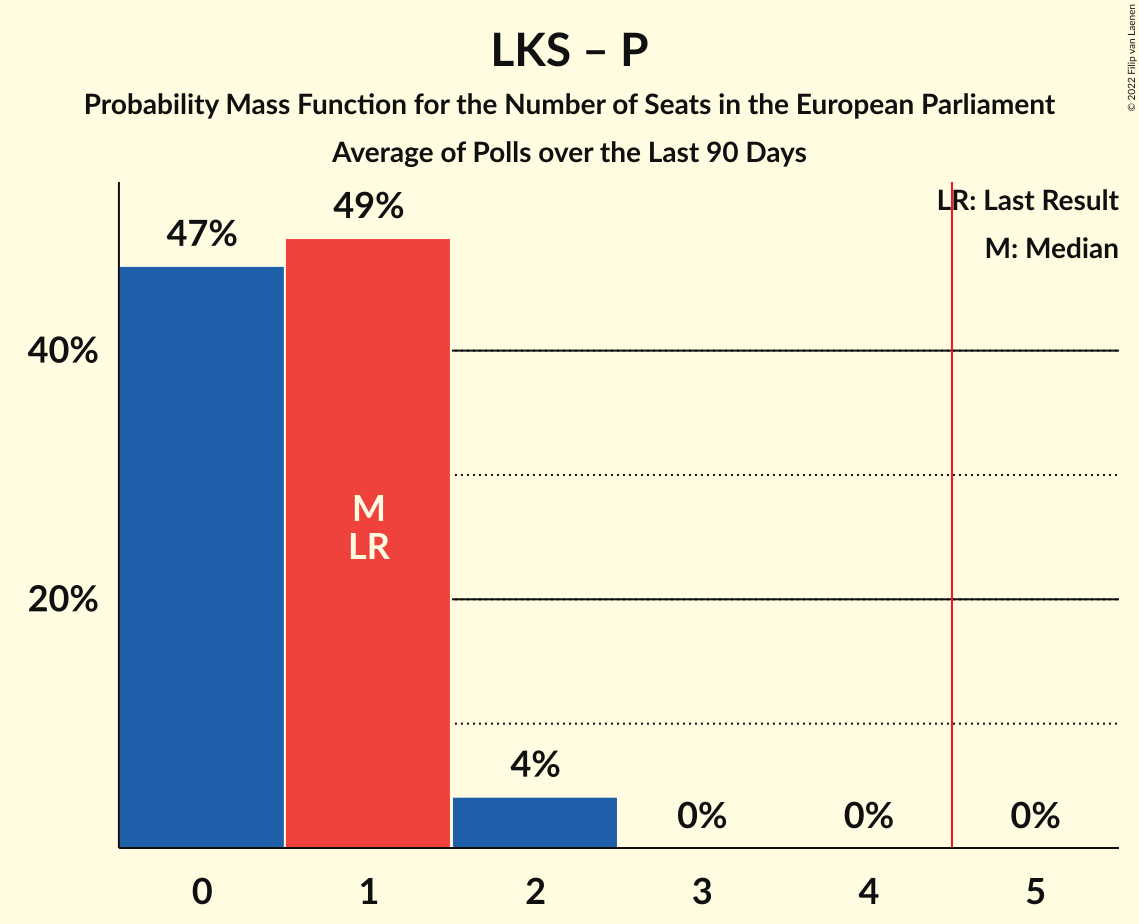 LKS – P
Probability Mass Function for the Number of Seats in the European Parliament
Average of Polls over the Last 90 Days
© 2022 Filip van Laenen
LR: Last Result
M: Median
47%
49%
4%
0%
0%
0%
M
LR
40%
20%
0
1
2
3
4
5